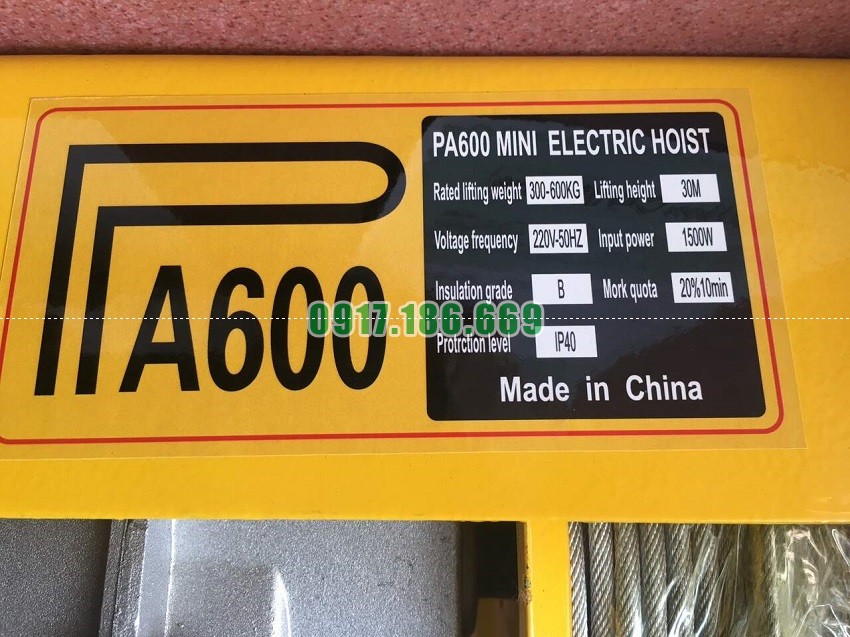 PA600
PA600 MINI ELECTRIC HOIST
Rated lifting weight 300-600KG Lifting height 30M
Voltage frequency 220V-50HZ Input power 1500W
Insulation grade B Mork quota 20%10min
0917.186.669
Protrction level IP40
Made in China